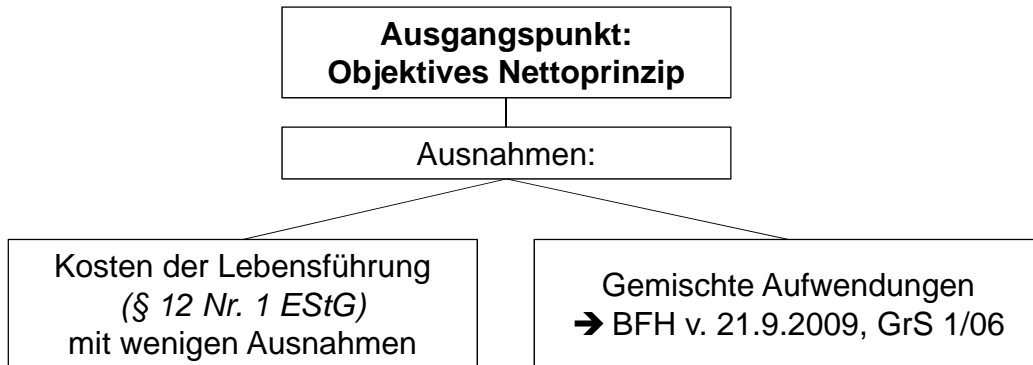 Ausgangspunkt:
Objektives Nettoprinzip
Ausnahmen:
Kosten der Lebensführung
(§ 12 Nr. 1 EStG)
mit wenigen Ausnahmen
Gemischte Aufwendungen
➔ BFH v. 21.9.2009, GrS 1/06